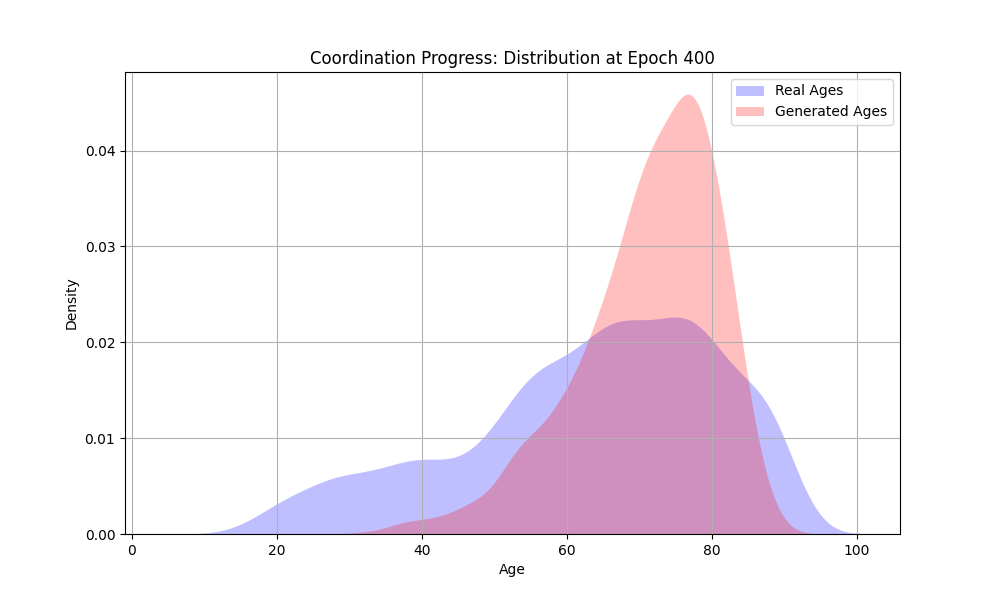 Coordination Progress: Distribution at Epoch 400
Real Ages
Generated Ages
0.04
0.03
0.02
0.01
0.00
Density
0
20
40
60
80
100
Age